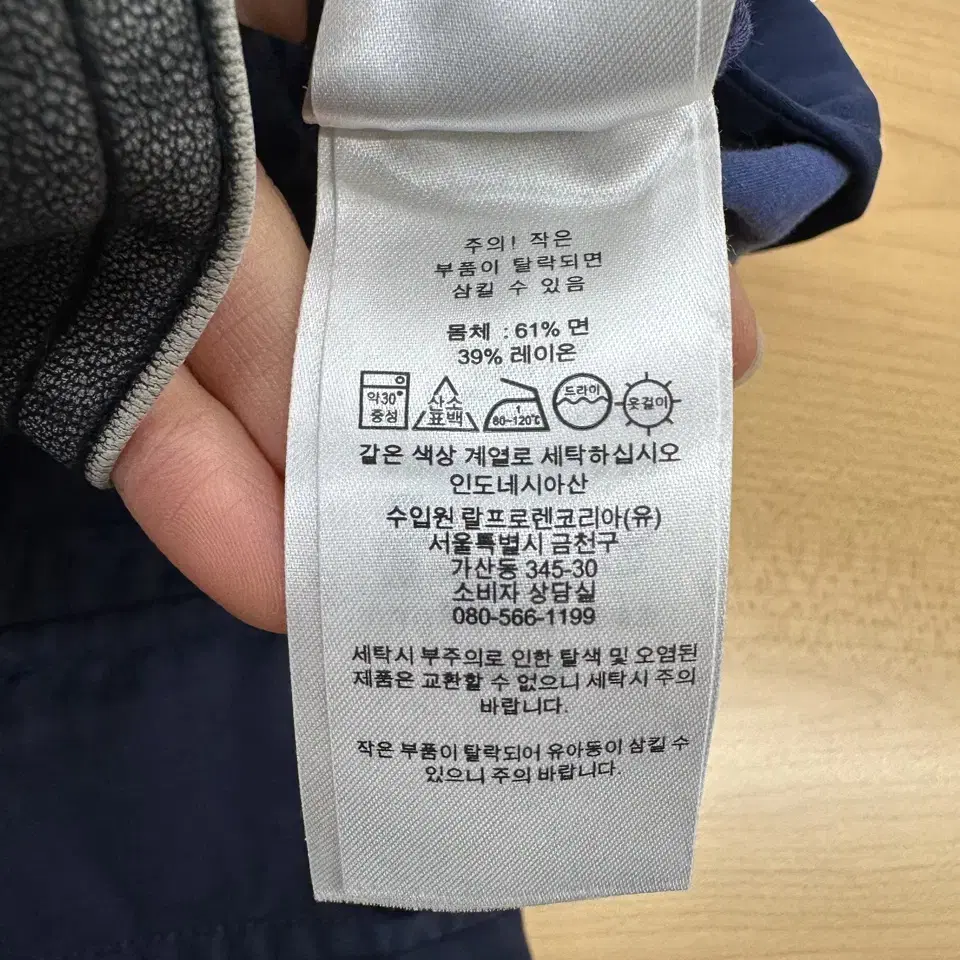 주의! 작은
부품이 탈락되면
삼킬 수 있음
몸체 : 61% 면
39% 레이온
약30° 중성 산소 표백 1 80~120℃ 드라이 옷걸이
같은 색상 계열로 세탁하십시오
인도네시아산
수입원 랄프로렌코리아(유)
서울특별시 금천구
가산동 345-30
소비자 상담실
080-566-1199
세탁시 부주의로 인한 탈색 및 오염된
제품은 교환할 수 없으니 세탁시 주의
바랍니다.
작은 부품이 탈락되어 유아동이 삼킬 수
있으니 주의 바랍니다.